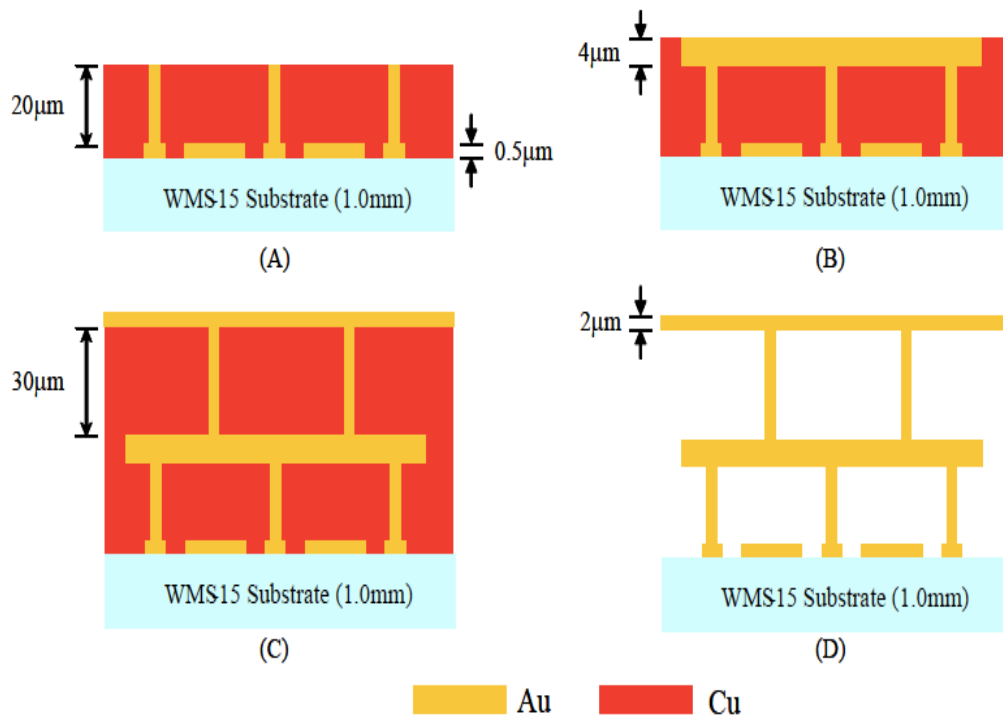 20μm
0.5μm
WMS-15 Substrate (1.0mm)
(A)
4μm
WMS-15 Substrate (1.0mm)
(B)
30μm
WMS-15 Substrate (1.0mm)
(C)
2μm
WMS-15 Substrate (1.0mm)
(D)
Au
Cu